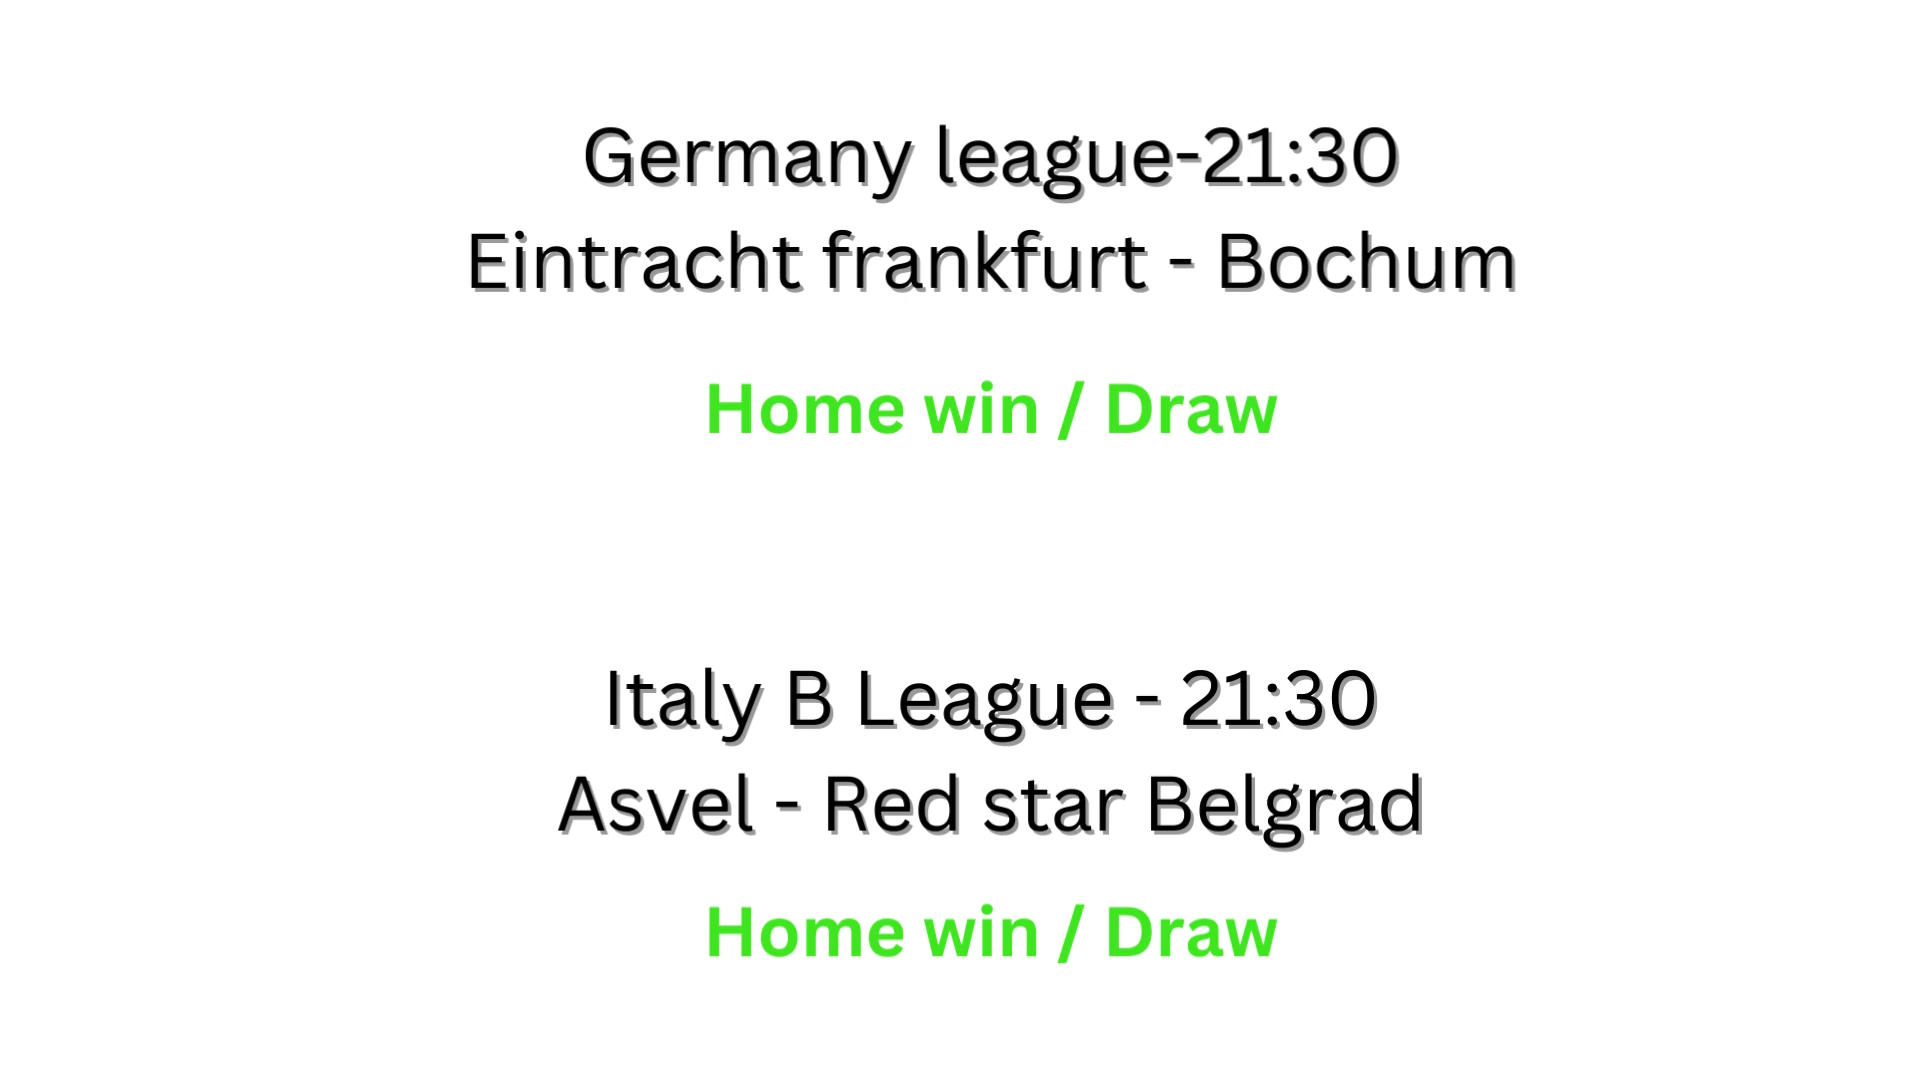 Germany league-21:30
Eintracht frankfurt - Bochum
Home win / Draw
Italy B League - 21:30
Asvel - Red star Belgrad
Home win / Draw